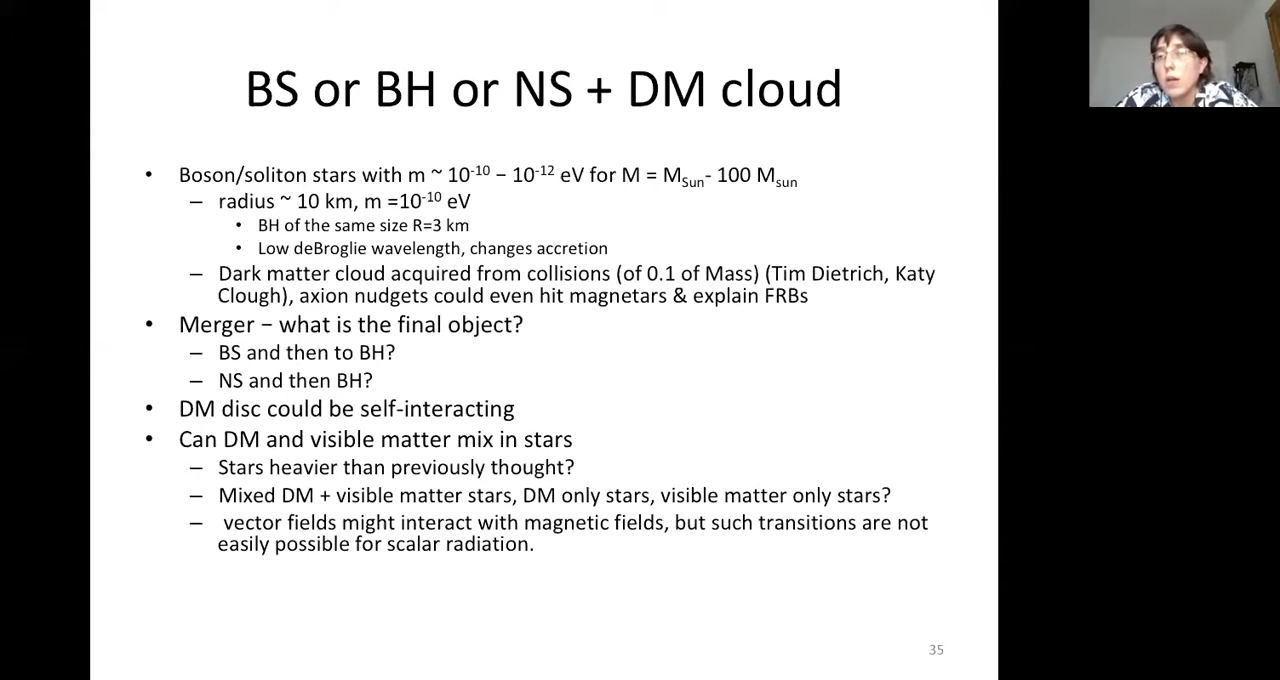 BS or BH or NS + DM cloud
• Boson/soliton stars with m ~ 10⁻¹⁰ – 10⁻¹² eV for M = M_Sun- 100 M_sun
– radius ~ 10 km, m =10⁻¹⁰ eV
• BH of the same size R=3 km
• Low deBroglie wavelength, changes accretion
– Dark matter cloud acquired from collisions (of 0.1 of Mass) (Tim Dietrich, Katy
Clough), axion nudgets could even hit magnetars & explain FRBs
• Merger – what is the final object?
– BS and then to BH?
– NS and then BH?
• DM disc could be self-interacting
• Can DM and visible matter mix in stars
– Stars heavier than previously thought?
– Mixed DM + visible matter stars, DM only stars, visible matter only stars?
– vector fields might interact with magnetic fields, but such transitions are not
easily possible for scalar radiation.
35